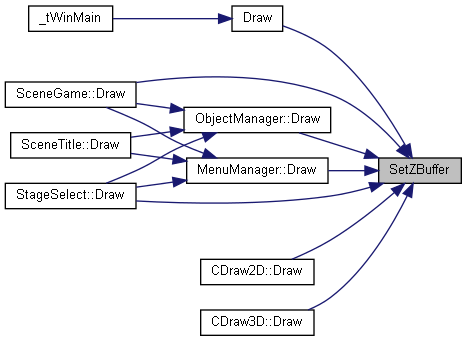 _tWinMain
Draw
SceneGame::Draw
ObjectManager::Draw
SceneTitle::Draw
MenuManager::Draw
SetZBuffer
StageSelect::Draw
CDraw2D::Draw
CDraw3D::Draw